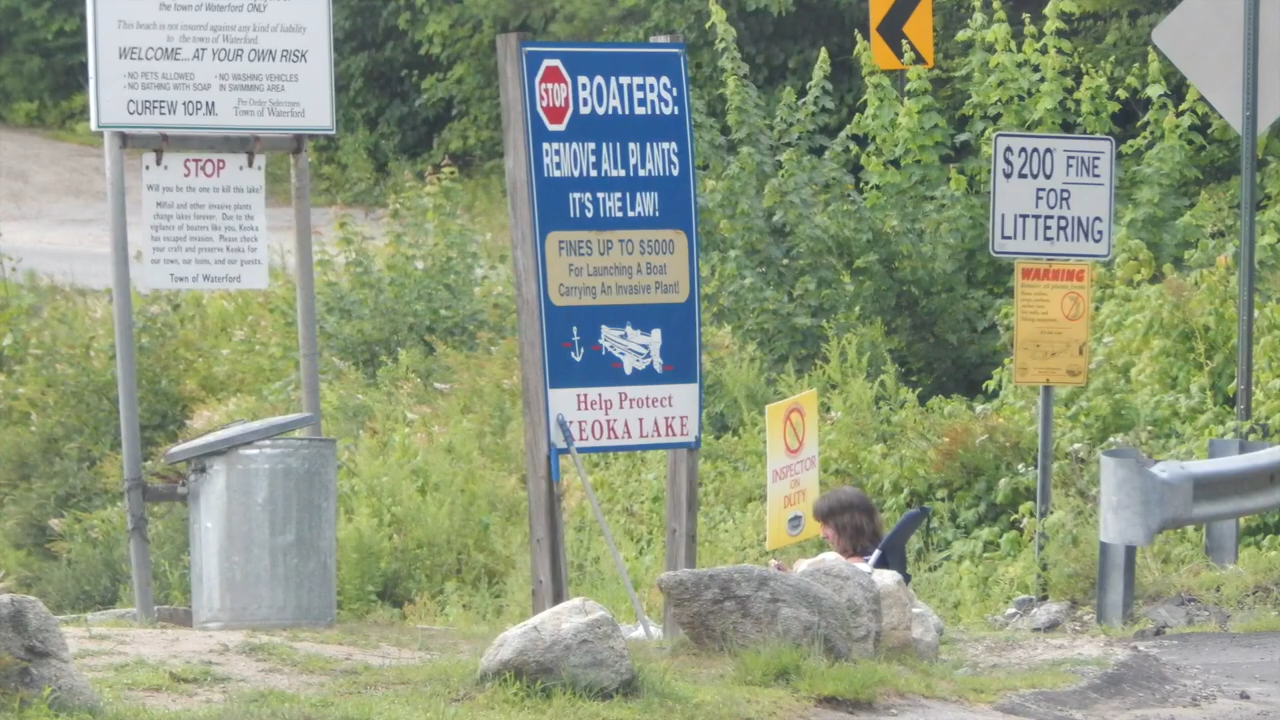 the town of Waterford ONLY
This beach is not insured against any kind of liability
to the town of Waterford.
WELCOME...AT YOUR OWN RISK
· NO PETS ALLOWED · NO WASHING VEHICLES
· NO BATHING WITH SOAP IN SWIMMING AREA
CURFEW 10P.M. Per Order Selectmen
Town of Waterford
STOP
Will you be the one to kill this lake?
Milfoil and other invasive plants
change lakes forever. Due to the
vigilance of boaters like you, Keoka
has escaped invasion. Please check
your craft and preserve Keoka for
our town, our loons, and our guests.
Town of Waterford
STOP BOATERS:
REMOVE ALL PLANTS
IT'S THE LAW!
FINES UP TO $5000
For Launching A Boat
Carrying An Invasive Plant!
Help Protect
KEOKA LAKE
INSPECTOR
ON
DUTY
$200 FINE
FOR
LITTERING
WARNING
Remove all plants from